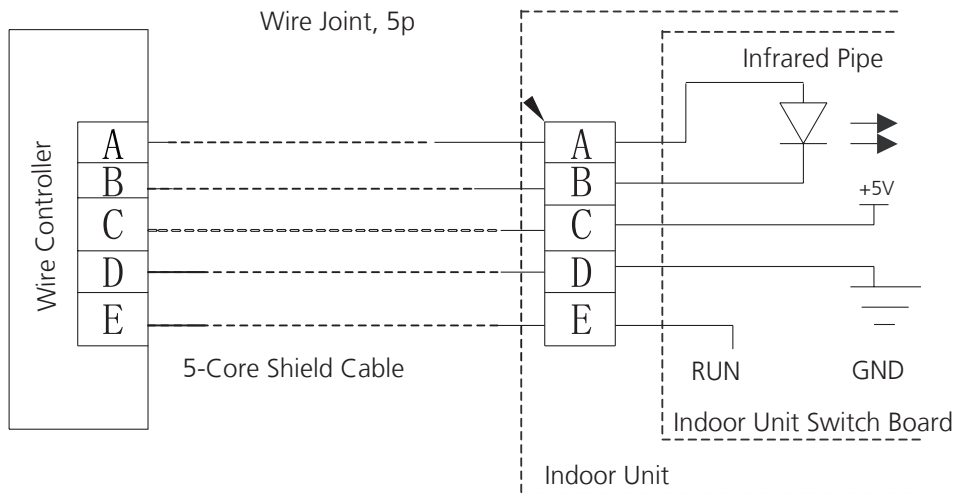 Wire Joint, 5p
Infrared Pipe
Wire Controller
A
B
C
D
E
A
B
C
D
E
+5V
5-Core Shield Cable
RUN
GND
Indoor Unit Switch Board
Indoor Unit